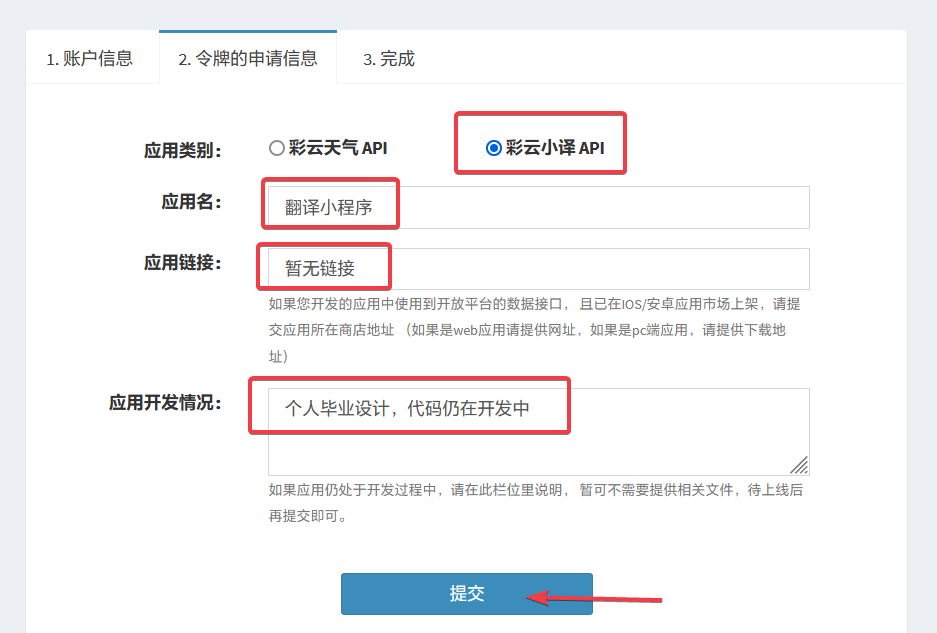 1. 账户信息 2. 令牌的申请信息 3. 完成
应用类别： 彩云天气 API 彩云小译 API
应用名： 翻译小程序
应用链接： 暂无链接
如果您开发的应用中使用到开放平台的数据接口， 且已在IOS/安卓应用市场上架，请提
交应用所在商店地址 （如果是web应用请提供网址，如果是pc端应用，请提供下载地
址）
应用开发情况： 个人毕业设计，代码仍在开发中
如果应用仍处于开发过程中，请在此栏位里说明， 暂可不需要提供相关文件，待上线后
再提交即可。
提交